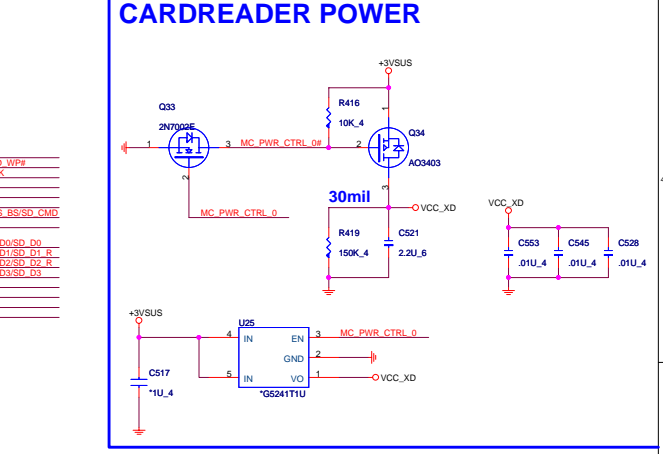 CARDREADER POWER
+3VSUS
Q33
2N7002E
R416
10K_4
1
Q34
AO3403
1
3
MC_PWR_CTRL_0#
2
2
3
30mil
VCC_XD
MC_PWR_CTRL_0
R419
150K_4
C521
2.2U_6
VCC_XD
C553
.01U_4
C545
.01U_4
C528
.01U_4
_WP#
K
S_BS/SD_CMD
D0/SD_D0
D1/SD_D1_R
D2/SD_D2_R
D3/SD_D3
+3VSUS
U25
4
IN
EN
3
MC_PWR_CTRL_0
GND
2
5
IN
VO
1
VCC_XD
*G5241T1U
C517
*1U_4